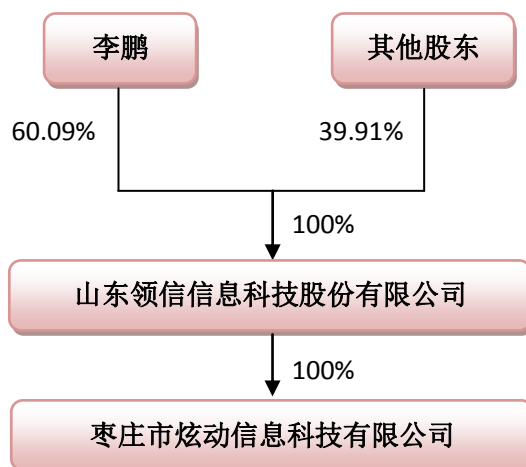 李鹏
其他股东
60.09%
39.91%
100%
山东领信信息科技股份有限公司
100%
枣庄市炫动信息科技有限公司